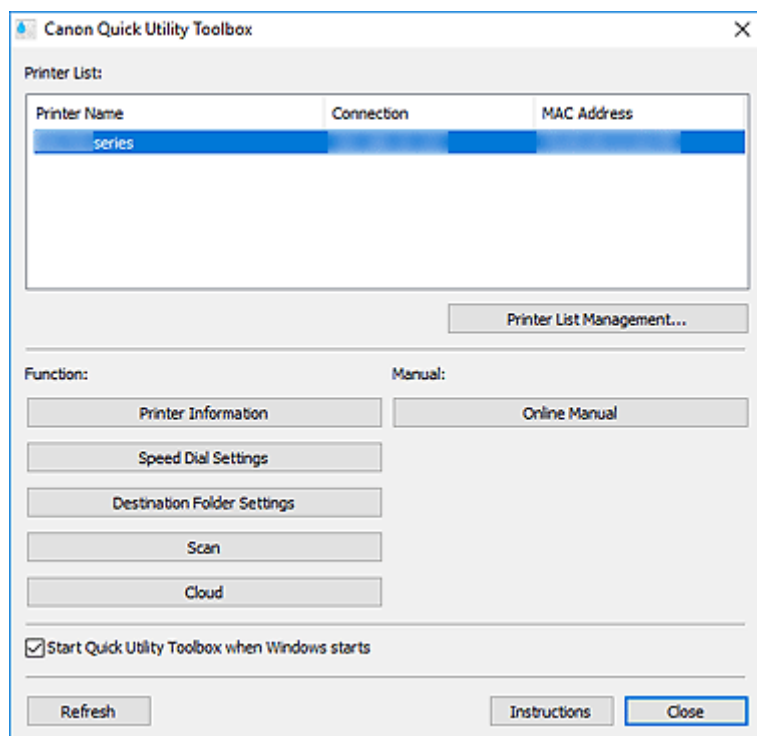 Canon Quick Utility Toolbox
Printer List:
Printer Name Connection MAC Address
series
Printer List Management...
Function: Manual:
Printer Information Online Manual
Speed Dial Settings
Destination Folder Settings
Scan
Cloud
Start Quick Utility Toolbox when Windows starts
Refresh Instructions Close